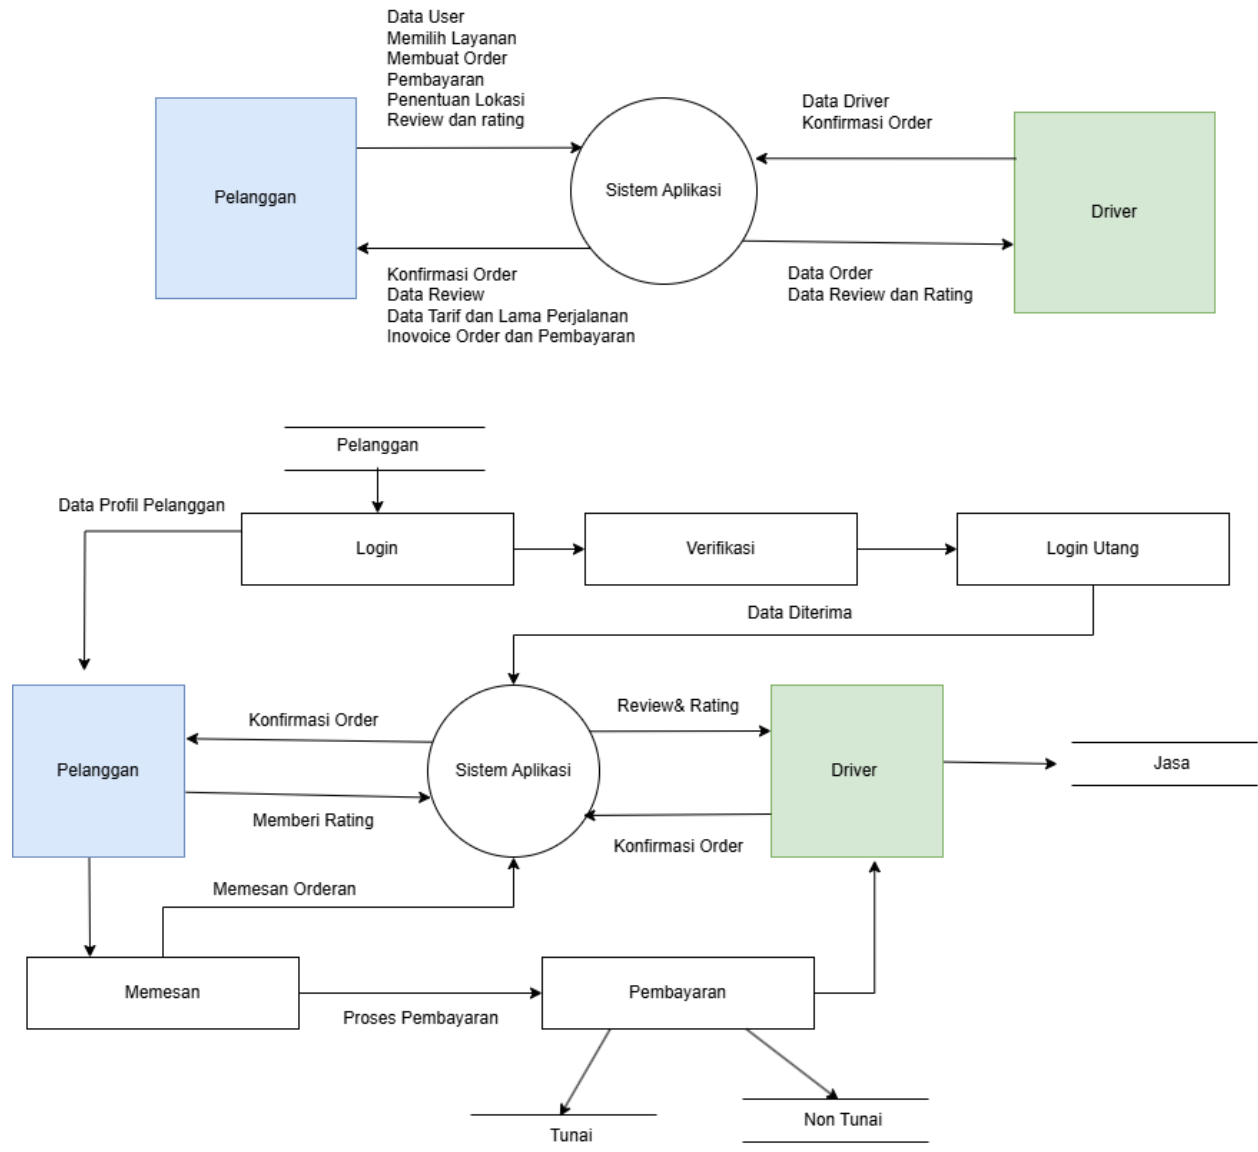 Data User
Memilih Layanan
Membuat Order
Pembayaran
Penentuan Lokasi
Review dan rating
Data Driver
Konfirmasi Order
Pelanggan
Sistem Aplikasi
Driver
Konfirmasi Order
Data Review
Data Tarif dan Lama Perjalanan
Inovoice Order dan Pembayaran
Data Order
Data Review dan Rating
Pelanggan
Data Profil Pelanggan
Login
Verifikasi
Login Utang
Data Diterima
Konfirmasi Order
Review& Rating
Pelanggan
Sistem Aplikasi
Driver
Jasa
Memberi Rating
Konfirmasi Order
Memesan Orderan
Memesan
Proses Pembayaran
Pembayaran
Tunai
Non Tunai